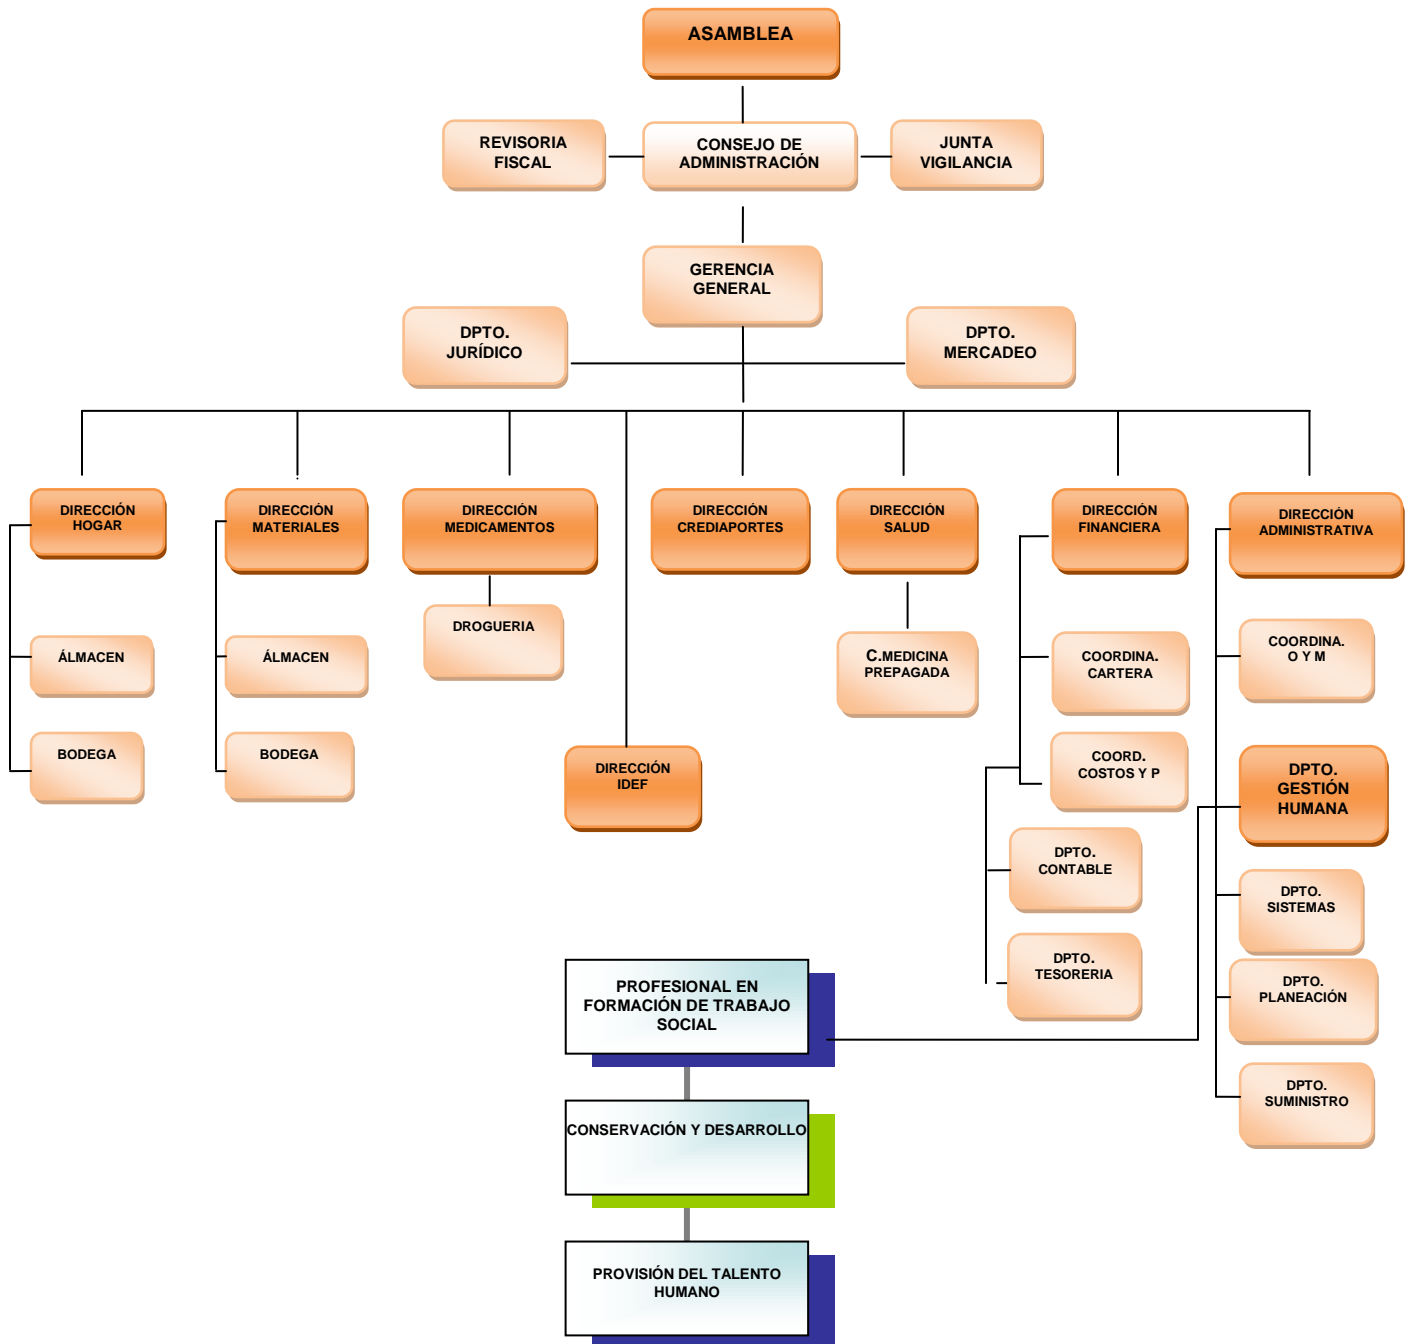 ASAMBLEA
REVISORIA
FISCAL
CONSEJO DE
ADMINISTRACIÓN
JUNTA
VIGILANCIA
GERENCIA
GENERAL
DPTO.
JURÍDICO
DPTO.
MERCADEO
DIRECCIÓN
HOGAR
DIRECCIÓN
MATERIALES
DIRECCIÓN
MEDICAMENTOS
DIRECCIÓN
CREDIAPORTES
DIRECCIÓN
SALUD
DIRECCIÓN
FINANCIERA
DIRECCIÓN
ADMINISTRATIVA
ÁLMACEN
ÁLMACEN
DROGUERIA
C.MEDICINA
PREPAGADA
COORDINA.
CARTERA
COORDINA.
O Y M
BODEGA
BODEGA
DIRECCIÓN
IDEF
COORD.
COSTOS Y P
DPTO.
GESTIÓN
HUMANA
DPTO.
CONTABLE
DPTO.
SISTEMAS
DPTO.
TESORERIA
DPTO.
PLANEACIÓN
DPTO.
SUMINISTRO
PROFESIONAL EN
FORMACIÓN DE TRABAJO
SOCIAL
CONSERVACIÓN Y DESARROLLO
PROVISIÓN DEL TALENTO
HUMANO